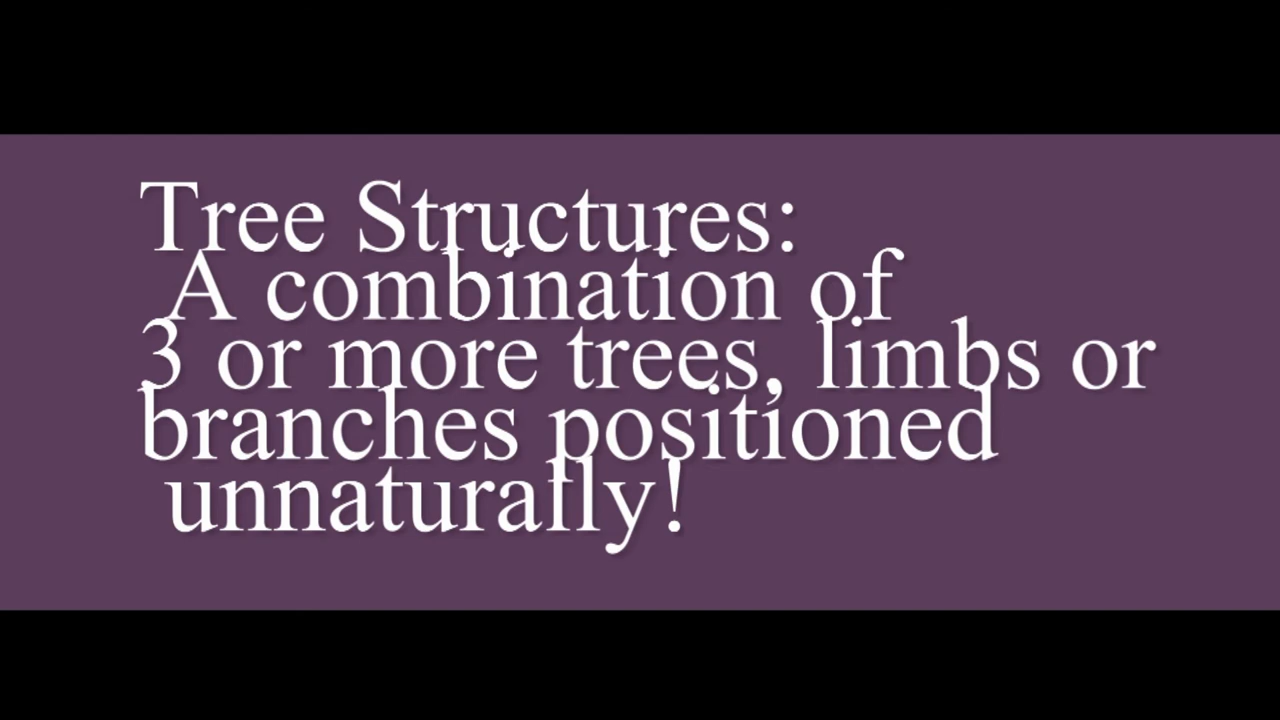 Tree Structures:
A combination of
3 or more trees, limbs or
branches positioned
unnaturally!